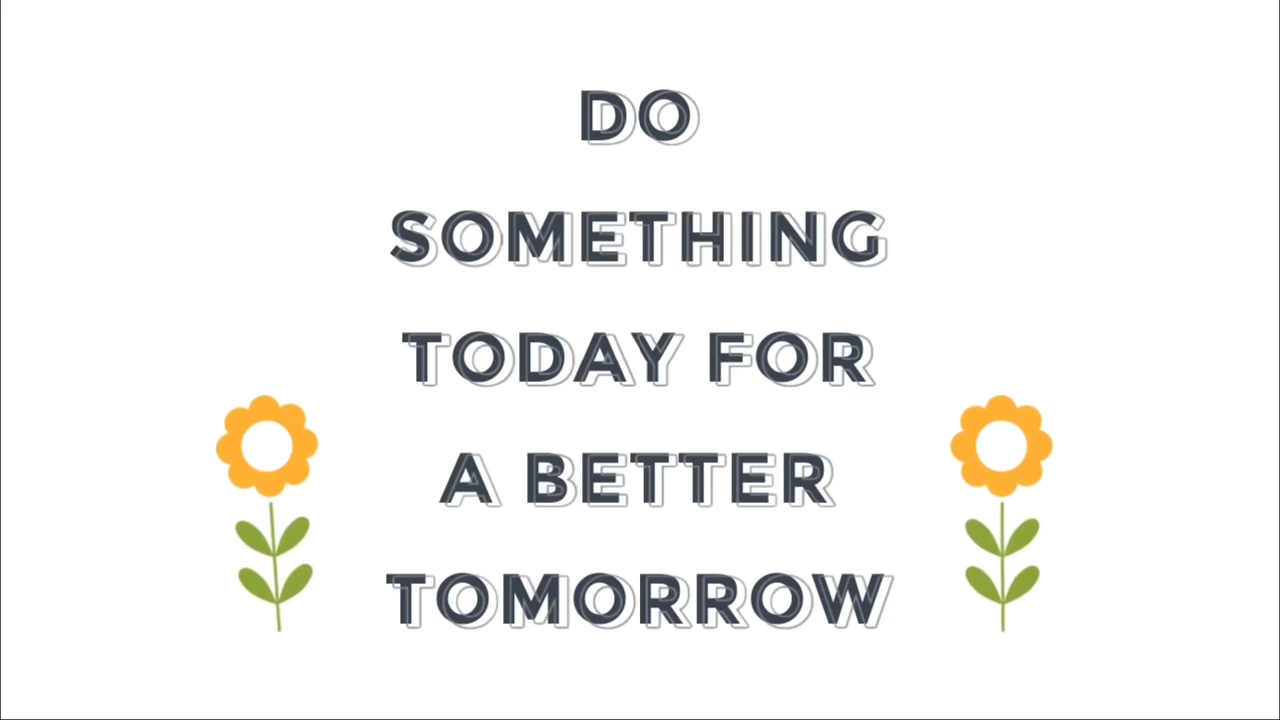 DO
SOMETHING
TODAY FOR
A BETTER
TOMORROW